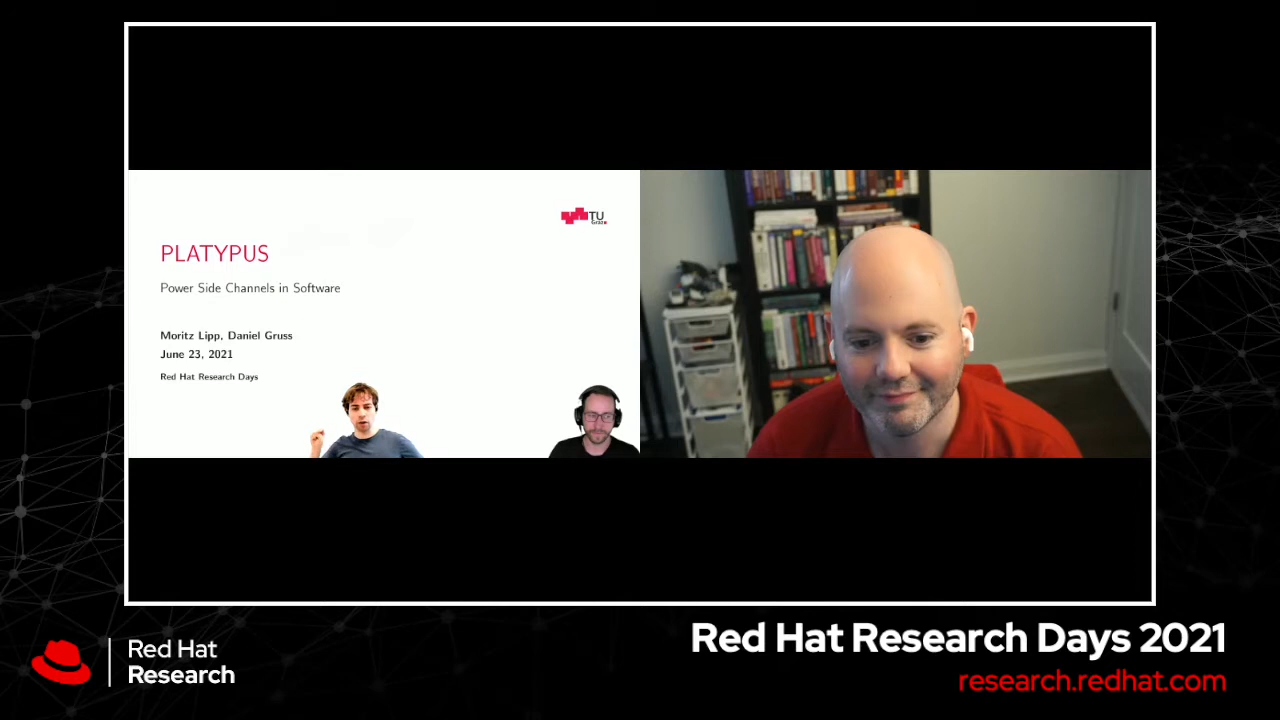 TU
Graz
PLATYPUS
Power Side Channels in Software
Moritz Lipp, Daniel Gruss
June 23, 2021
Red Hat Research Days
Red Hat
Research
Red Hat Research Days 2021
research.redhat.com